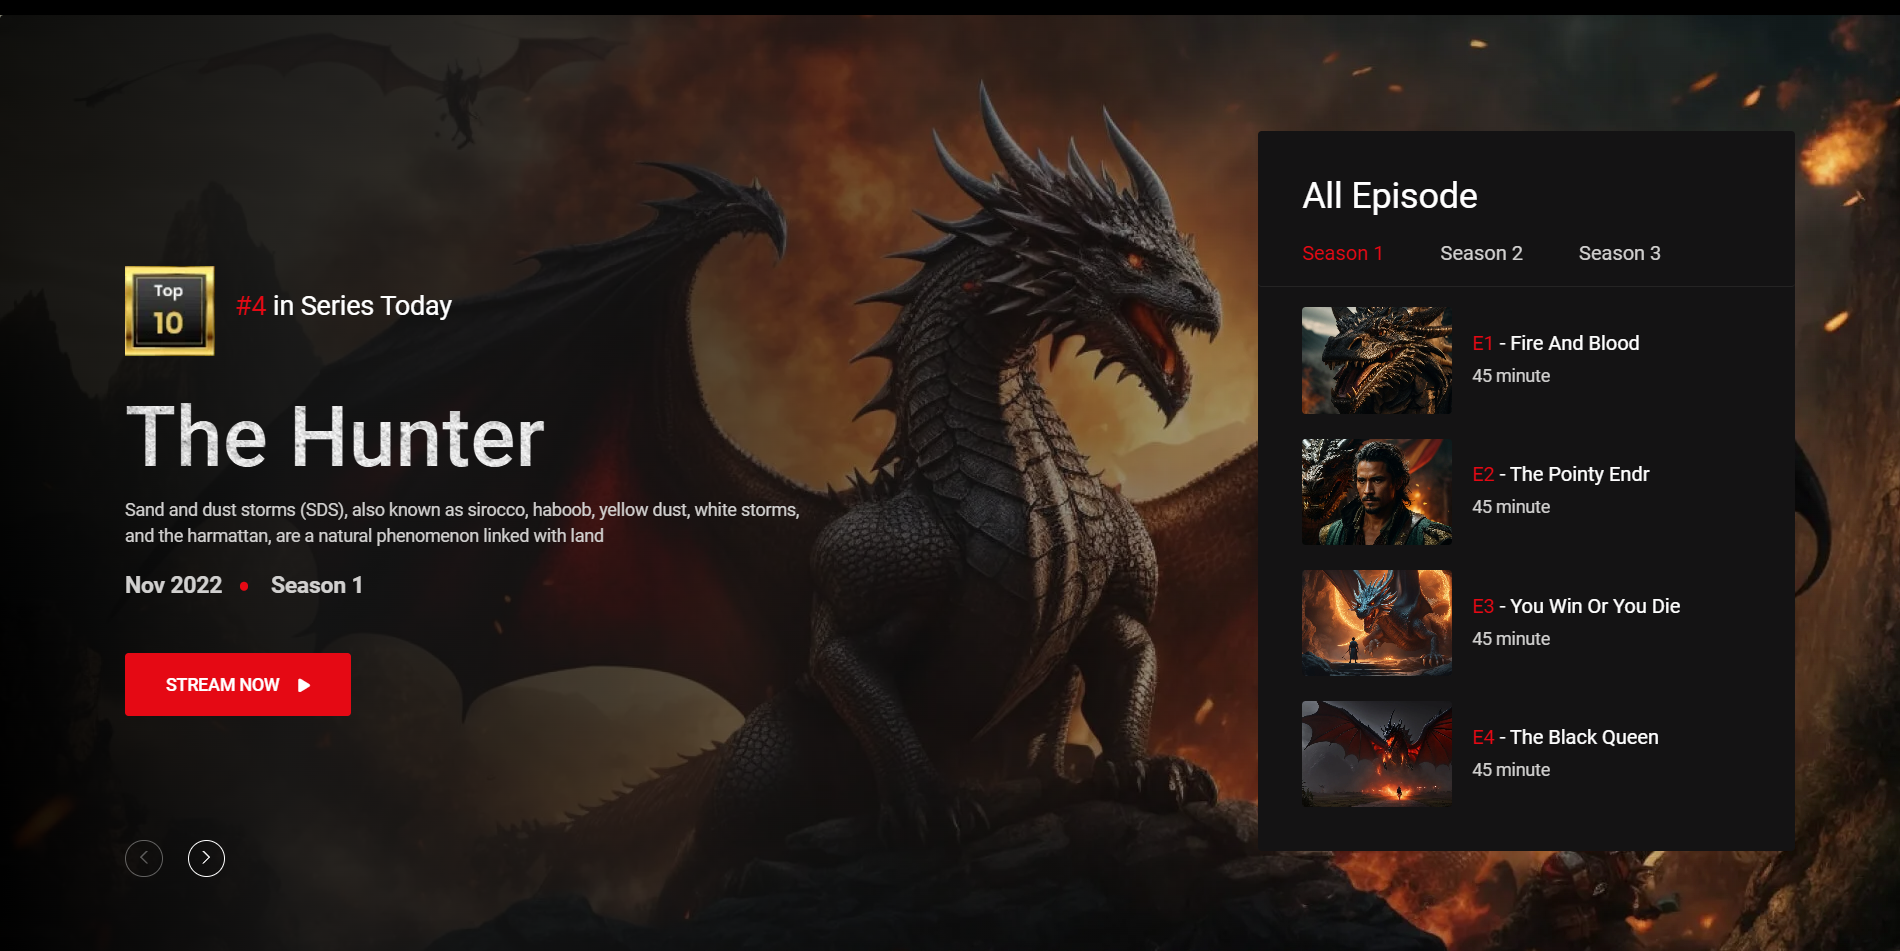 Top
10
#4 in Series Today
The Hunter
Sand and dust storms (SDS), also known as sirocco, haboob, yellow dust, white storms,
and the harmattan, are a natural phenomenon linked with land
Nov 2022 • Season 1
STREAM NOW
All Episode
Season 1 Season 2 Season 3
E1 - Fire And Blood
45 minute
E2 - The Pointy Endr
45 minute
E3 - You Win Or You Die
45 minute
E4 - The Black Queen
45 minute